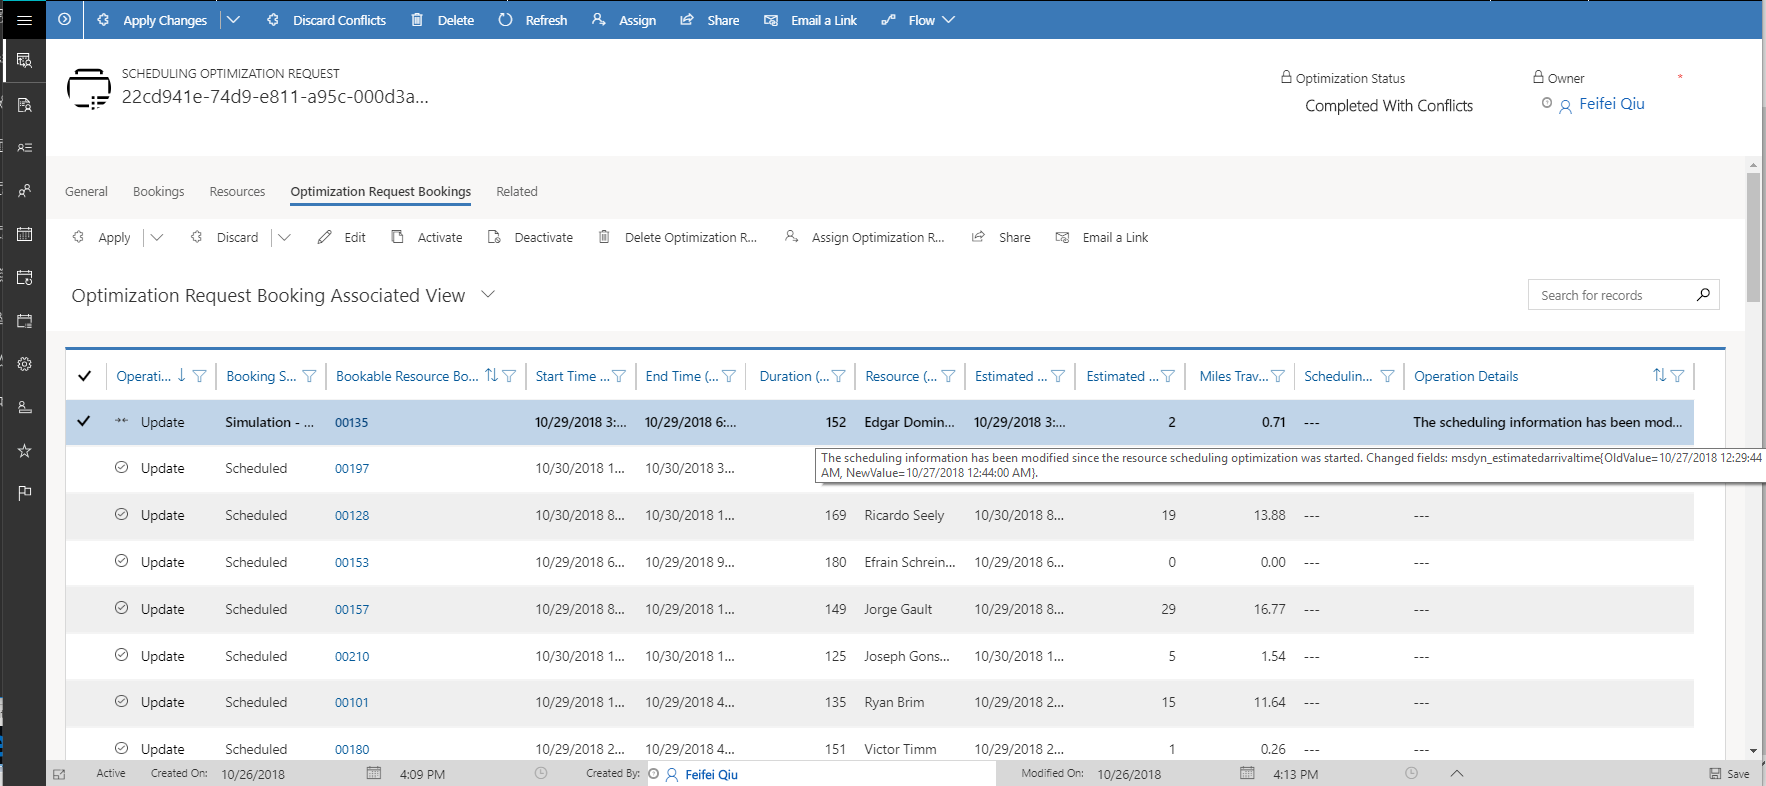 Apply Changes Discard Conflicts Delete Refresh Assign Share Email a Link Flow
SCHEDULING OPTIMIZATION REQUEST
22cd941e-74d9-e811-a95c-000d3a...
Optimization Status
Completed With Conflicts
Owner *
Feifei Qiu
General Bookings Resources Optimization Request Bookings Related
Apply Discard Edit Activate Deactivate Delete Optimization R... Assign Optimization R... Share Email a Link
Optimization Request Booking Associated View
Search for records
Operati... Booking S... Bookable Resource Bo... Start Time ... End Time (... Duration (... Resource (... Estimated ... Estimated ... Miles Trav... Schedulin... Operation Details
Update Simulation - ... 00135 10/29/2018 3:... 10/29/2018 6:... 152 Edgar Domin... 10/29/2018 3:... 2 0.71 --- The scheduling information has been mod...
Update Scheduled 00197 10/30/2018 1... 10/30/2018 3...
The scheduling information has been modified since the resource scheduling optimization was started. Changed fields: msdyn_estimatedarrivaltime{OldValue=10/27/2018 12:29:44
AM, NewValue=10/27/2018 12:44:00 AM}.
Update Scheduled 00128 10/30/2018 8... 10/30/2018 1... 169 Ricardo Seely 10/30/2018 8... 19 13.88 --- ---
Update Scheduled 00153 10/29/2018 6... 10/29/2018 9... 180 Efrain Schrein... 10/29/2018 6... 0 0.00 --- ---
Update Scheduled 00157 10/29/2018 8... 10/29/2018 1... 149 Jorge Gault 10/29/2018 8... 29 16.77 --- ---
Update Scheduled 00210 10/30/2018 1... 10/30/2018 1... 125 Joseph Gons... 10/30/2018 1... 5 1.54 --- ---
Update Scheduled 00101 10/29/2018 1... 10/29/2018 4... 135 Ryan Brim 10/29/2018 2... 15 11.64 --- ---
Update Scheduled 00180 10/29/2018 2... 10/29/2018 4... 151 Victor Timm 10/29/2018 2... 1 0.26 --- ---
Active Created On: 10/26/2018 4:09 PM Created By: Feifei Qiu Modified On: 10/26/2018 4:13 PM Save